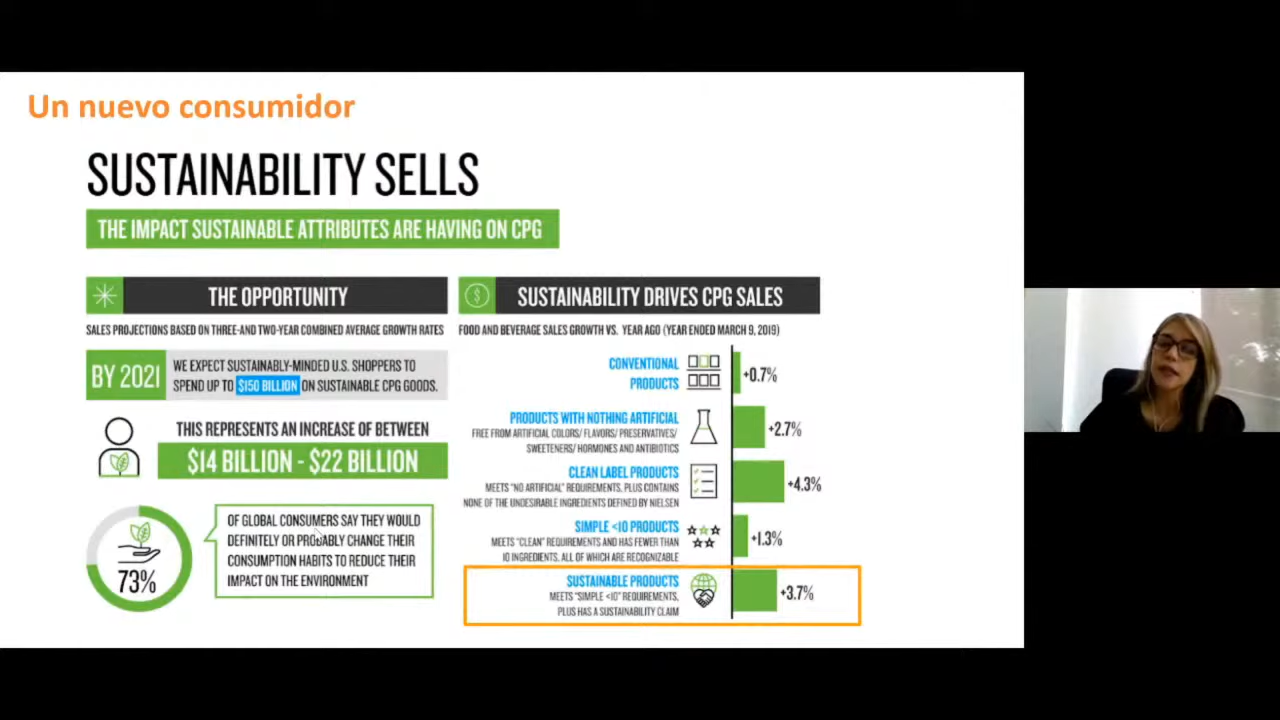 Un nuevo consumidor
SUSTAINABILITY SELLS
THE IMPACT SUSTAINABLE ATTRIBUTES ARE HAVING ON CPG
THE OPPORTUNITY
SALES PROJECTIONS BASED ON THREE-AND TWO-YEAR COMBINED AVERAGE GROWTH RATES
BY 2021
WE EXPECT SUSTAINABLY-MINDED U.S. SHOPPERS TO
SPEND UP TO $150 BILLION ON SUSTAINABLE CPG GOODS.
THIS REPRESENTS AN INCREASE OF BETWEEN
$14 BILLION - $22 BILLION
73%
OF GLOBAL CONSUMERS SAY THEY WOULD
DEFINITELY OR PROBABLY CHANGE THEIR
CONSUMPTION HABITS TO REDUCE THEIR
IMPACT ON THE ENVIRONMENT
$
SUSTAINABILITY DRIVES CPG SALES
FOOD AND BEVERAGE SALES GROWTH VS. YEAR AGO (YEAR ENDED MARCH 9, 2019)
CONVENTIONAL
PRODUCTS
+0.7%
PRODUCTS WITH NOTHING ARTIFICIAL
FREE FROM ARTIFICIAL COLORS/ FLAVORS/ PRESERVATIVES/
SWEETENERS/ HORMONES AND ANTIBIOTICS
+2.7%
CLEAN LABEL PRODUCTS
MEETS "NO ARTIFICIAL" REQUIREMENTS, PLUS CONTAINS
NONE OF THE UNDESIRABLE INGREDIENTS DEFINED BY NIELSEN
+4.3%
SIMPLE <10 PRODUCTS
MEETS "CLEAN" REQUIREMENTS AND HAS FEWER THAN
10 INGREDIENTS, ALL OF WHICH ARE RECOGNIZABLE
+1.3%
SUSTAINABLE PRODUCTS
MEETS "SIMPLE <10" REQUIREMENTS,
PLUS HAS A SUSTAINABILITY CLAIM
+3.7%